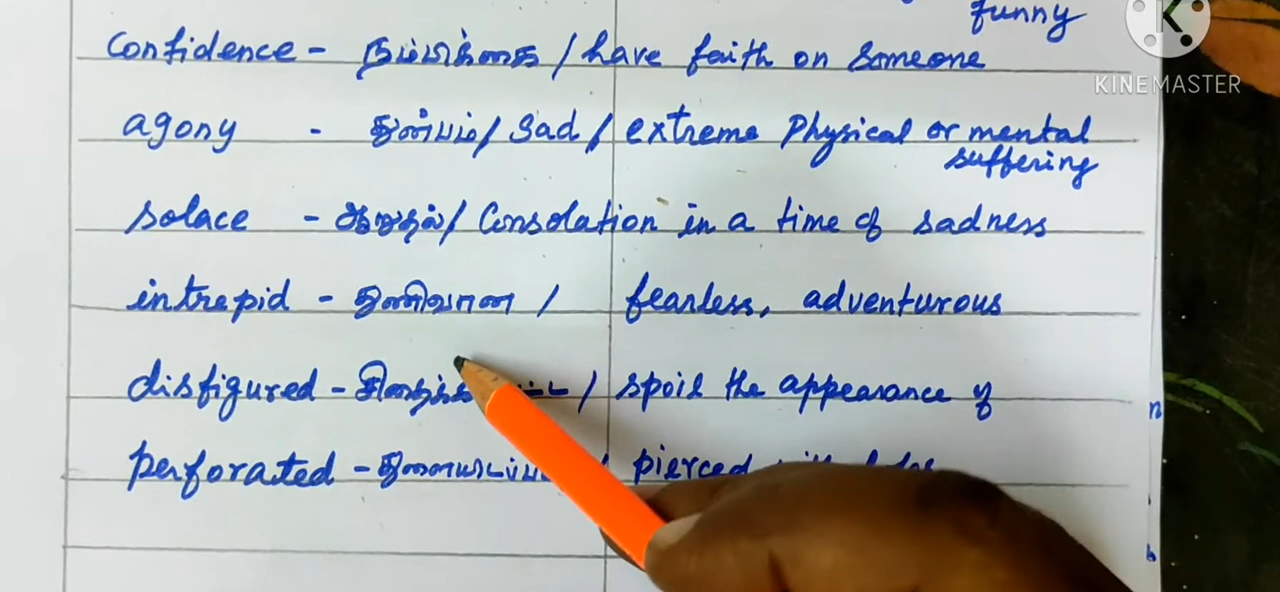 funny
confidence - நம்பிக்கை / have faith on someone
KINEMASTER
agony - துன்பம் / sad / extreme physical or mental
suffering
solace - ஆறுதல் / Consolation in a time of sadness
intrepid - துணிவான / fearless, adventurous
disfigured - / spoil the appearance of
perforated - / pierced